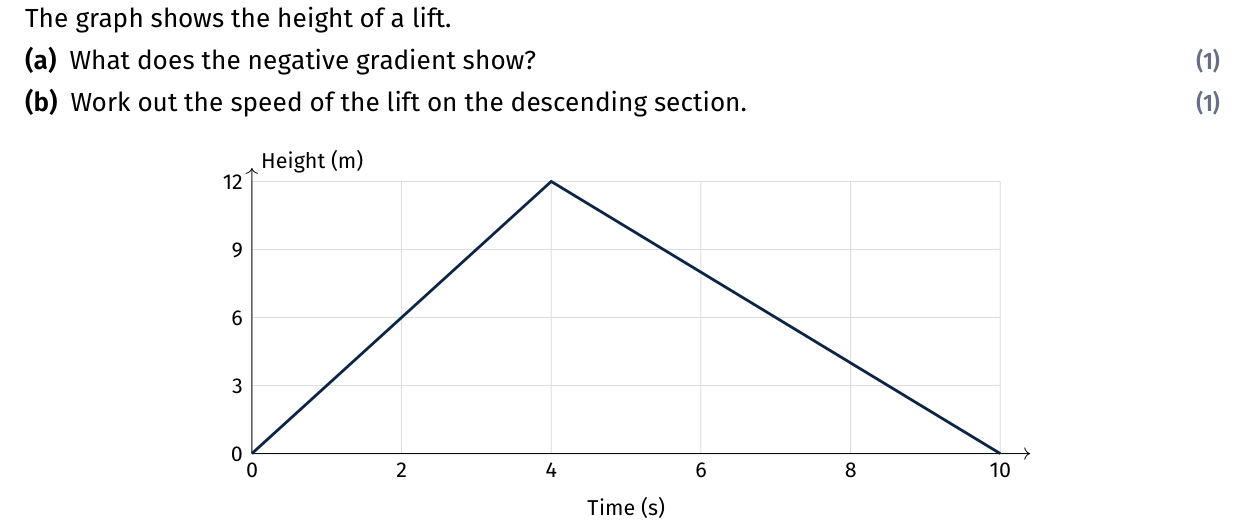 The graph shows the height of a lift.
(a) What does the negative gradient show? (1)
(b) Work out the speed of the lift on the descending section. (1)
Height (m)
12
9
6
3
0
0 2 4 6 8 10
Time (s)